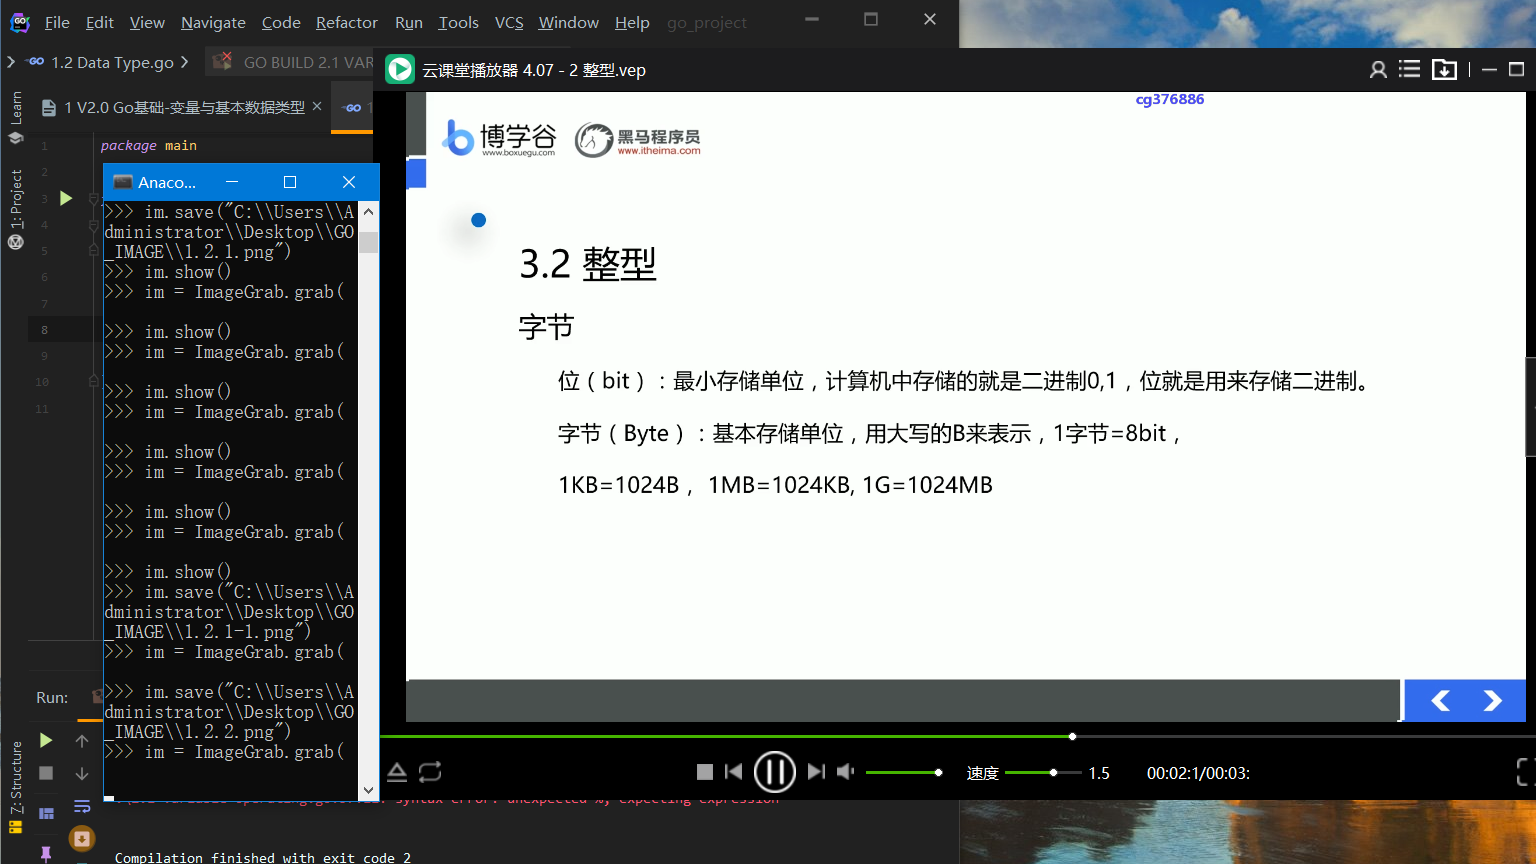 File Edit View Navigate Code Refactor Run Tools VCS Window Help go_project
1.2 Data Type.go
GO BUILD 2.1 VAR
1 V2.0 Go基础-变量与基本数据类型
Learn
1: Project
Z: Structure
1 package main
2
3
4
5
6
7
8
9
10
11
Anaco...
>>> im.save("C:\\Users\\A
dministrator\\Desktop\\GO
_IMAGE\\1.2.1.png")
>>> im.show()
>>> im = ImageGrab.grab(
>>> im.show()
>>> im = ImageGrab.grab(
>>> im.show()
>>> im = ImageGrab.grab(
>>> im.show()
>>> im = ImageGrab.grab(
>>> im.show()
>>> im = ImageGrab.grab(
>>> im.show()
>>> im.save("C:\\Users\\A
dministrator\\Desktop\\GO
_IMAGE\\1.2.1-1.png")
>>> im = ImageGrab.grab(
>>> im.save("C:\\Users\\A
dministrator\\Desktop\\GO
_IMAGE\\1.2.2.png")
>>> im = ImageGrab.grab(
云课堂播放器 4.07 - 2 整型.vep
cg376886
博学谷
www.boxuegu.com
黑马程序员
www.itheima.com
3.2 整型
字节
位（bit）：最小存储单位，计算机中存储的就是二进制0,1，位就是用来存储二进制。
字节（Byte）：基本存储单位，用大写的B来表示，1字节=8bit，
1KB=1024B， 1MB=1024KB, 1G=1024MB
速度 1.5 00:02:1/00:03:
Run:
Compilation finished with exit code 2